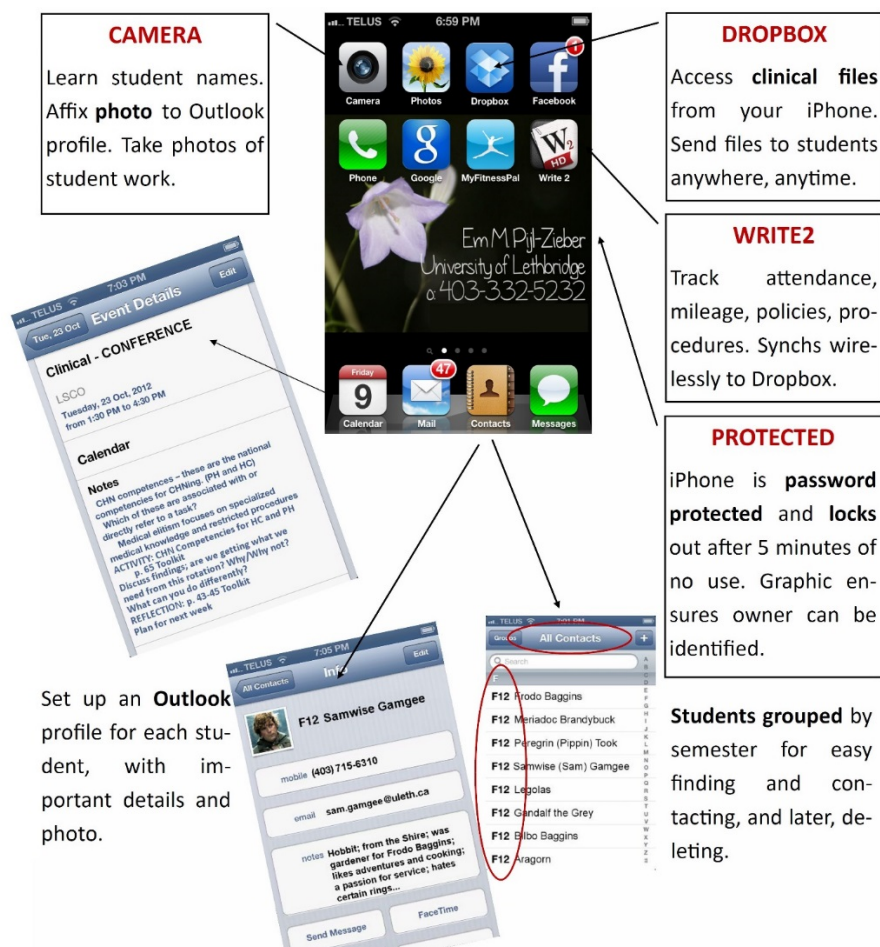 CAMERA
Learn student names.
Affix photo to Outlook
profile. Take photos of
student work.
TELUS 6:59 PM
Camera Photos Dropbox Facebook
1
Phone Google MyFitnessPal Write 2
g
W2
HD
Em M Pijl-Zieber
University of Lethbridge
o: 403-332-5232
Friday
9
47
Calendar Mail Contacts Messages
DROPBOX
Access clinical files
from your iPhone.
Send files to students
anywhere, anytime.
WRITE2
Track attendance,
mileage, policies, pro-
cedures. Synchs wire-
lessly to Dropbox.
PROTECTED
iPhone is password
protected and locks
out after 5 minutes of
no use. Graphic en-
sures owner can be
identified.
TELUS 7:03 PM
Tue, 23 Oct Event Details Edit
Clinical - CONFERENCE
LSCO
Tuesday, 23 Oct, 2012
from 1:30 PM to 4:30 PM
Calendar
Notes
CHN competences – these are the national
competencies for CHNing. (PH and HC)
Which of these are associated with or
directly refer to a task?
Medical elitism focuses on specialized
medical knowledge and restricted procedures
ACTIVITY: CHN Competencies for HC and PH
p. 65 Toolkit
Discuss findings; are we getting what we
need from this rotation? Why/Why not?
What can you do differently?
REFLECTION: p. 43-45 Toolkit
Plan for next week
Set up an Outlook
profile for each stu-
dent, with im-
portant details and
photo.
TELUS 7:05 PM
All Contacts Info Edit
F12 Samwise Gamgee
mobile (403) 715-6310
email sam.gamgee@uleth.ca
notes Hobbit; from the Shire; was
gardener for Frodo Baggins;
likes adventures and cooking;
a passion for service; hates
certain rings...
Send Message FaceTime
TELUS 7:01 PM
Groups All Contacts +
Search
F
F12 Frodo Baggins
F12 Meriadoc Brandybuck
F12 Peregrin (Pippin) Took
F12 Samwise (Sam) Gamgee
F12 Legolas
F12 Gandalf the Grey
F12 Bilbo Baggins
F12 Aragorn
Students grouped by
semester for easy
finding and con-
tacting, and later, de-
leting.